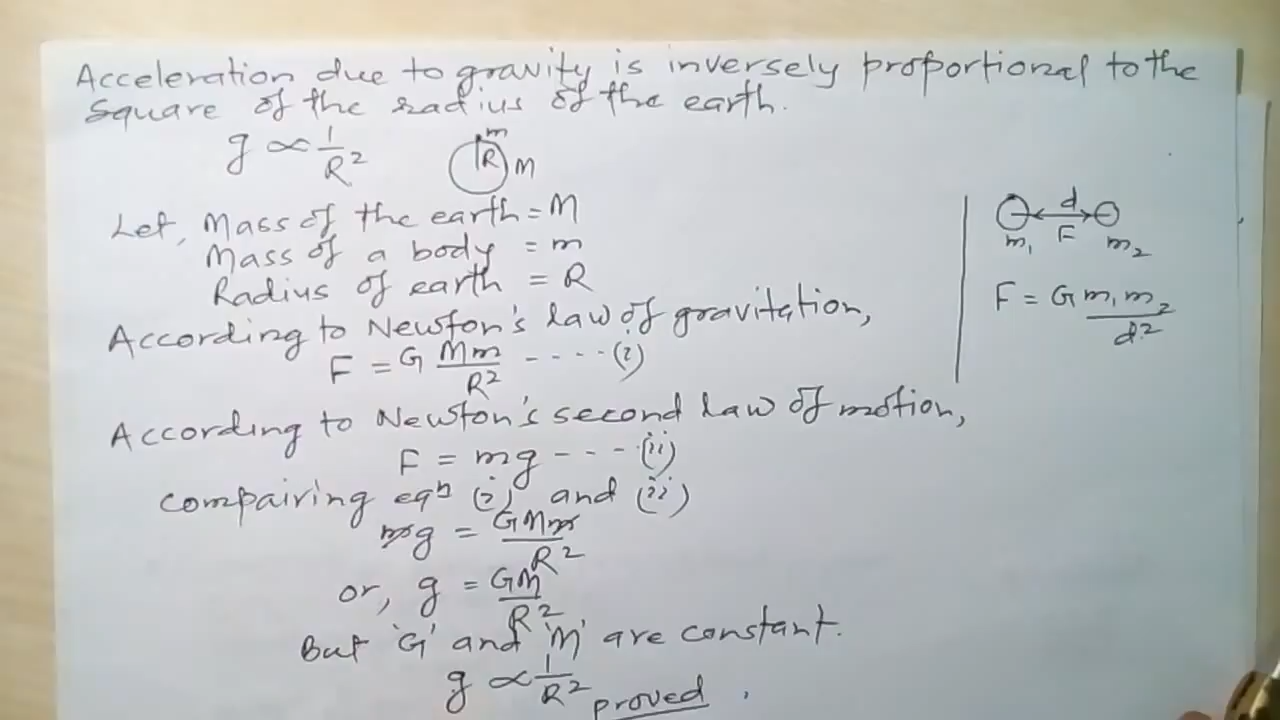 Acceleration due to gravity is inversely proportional to the
square of the radius of the earth.
g ∝ 1/R²
m
R M
Let, Mass of the earth = M
Mass of a body = m
Radius of earth = R
According to Newton's law of gravitation,
F = G Mm/R² ---- (i)
According to Newton's second law of motion,
F = mg --- (ii)
compairing eqⁿ (i) and (ii)
mg = GMm/R²
or, g = GM/R²
But 'G' and 'M' are constant.
g ∝ 1/R² proved.
d
m₁ F m₂
F = G m₁m₂/d²